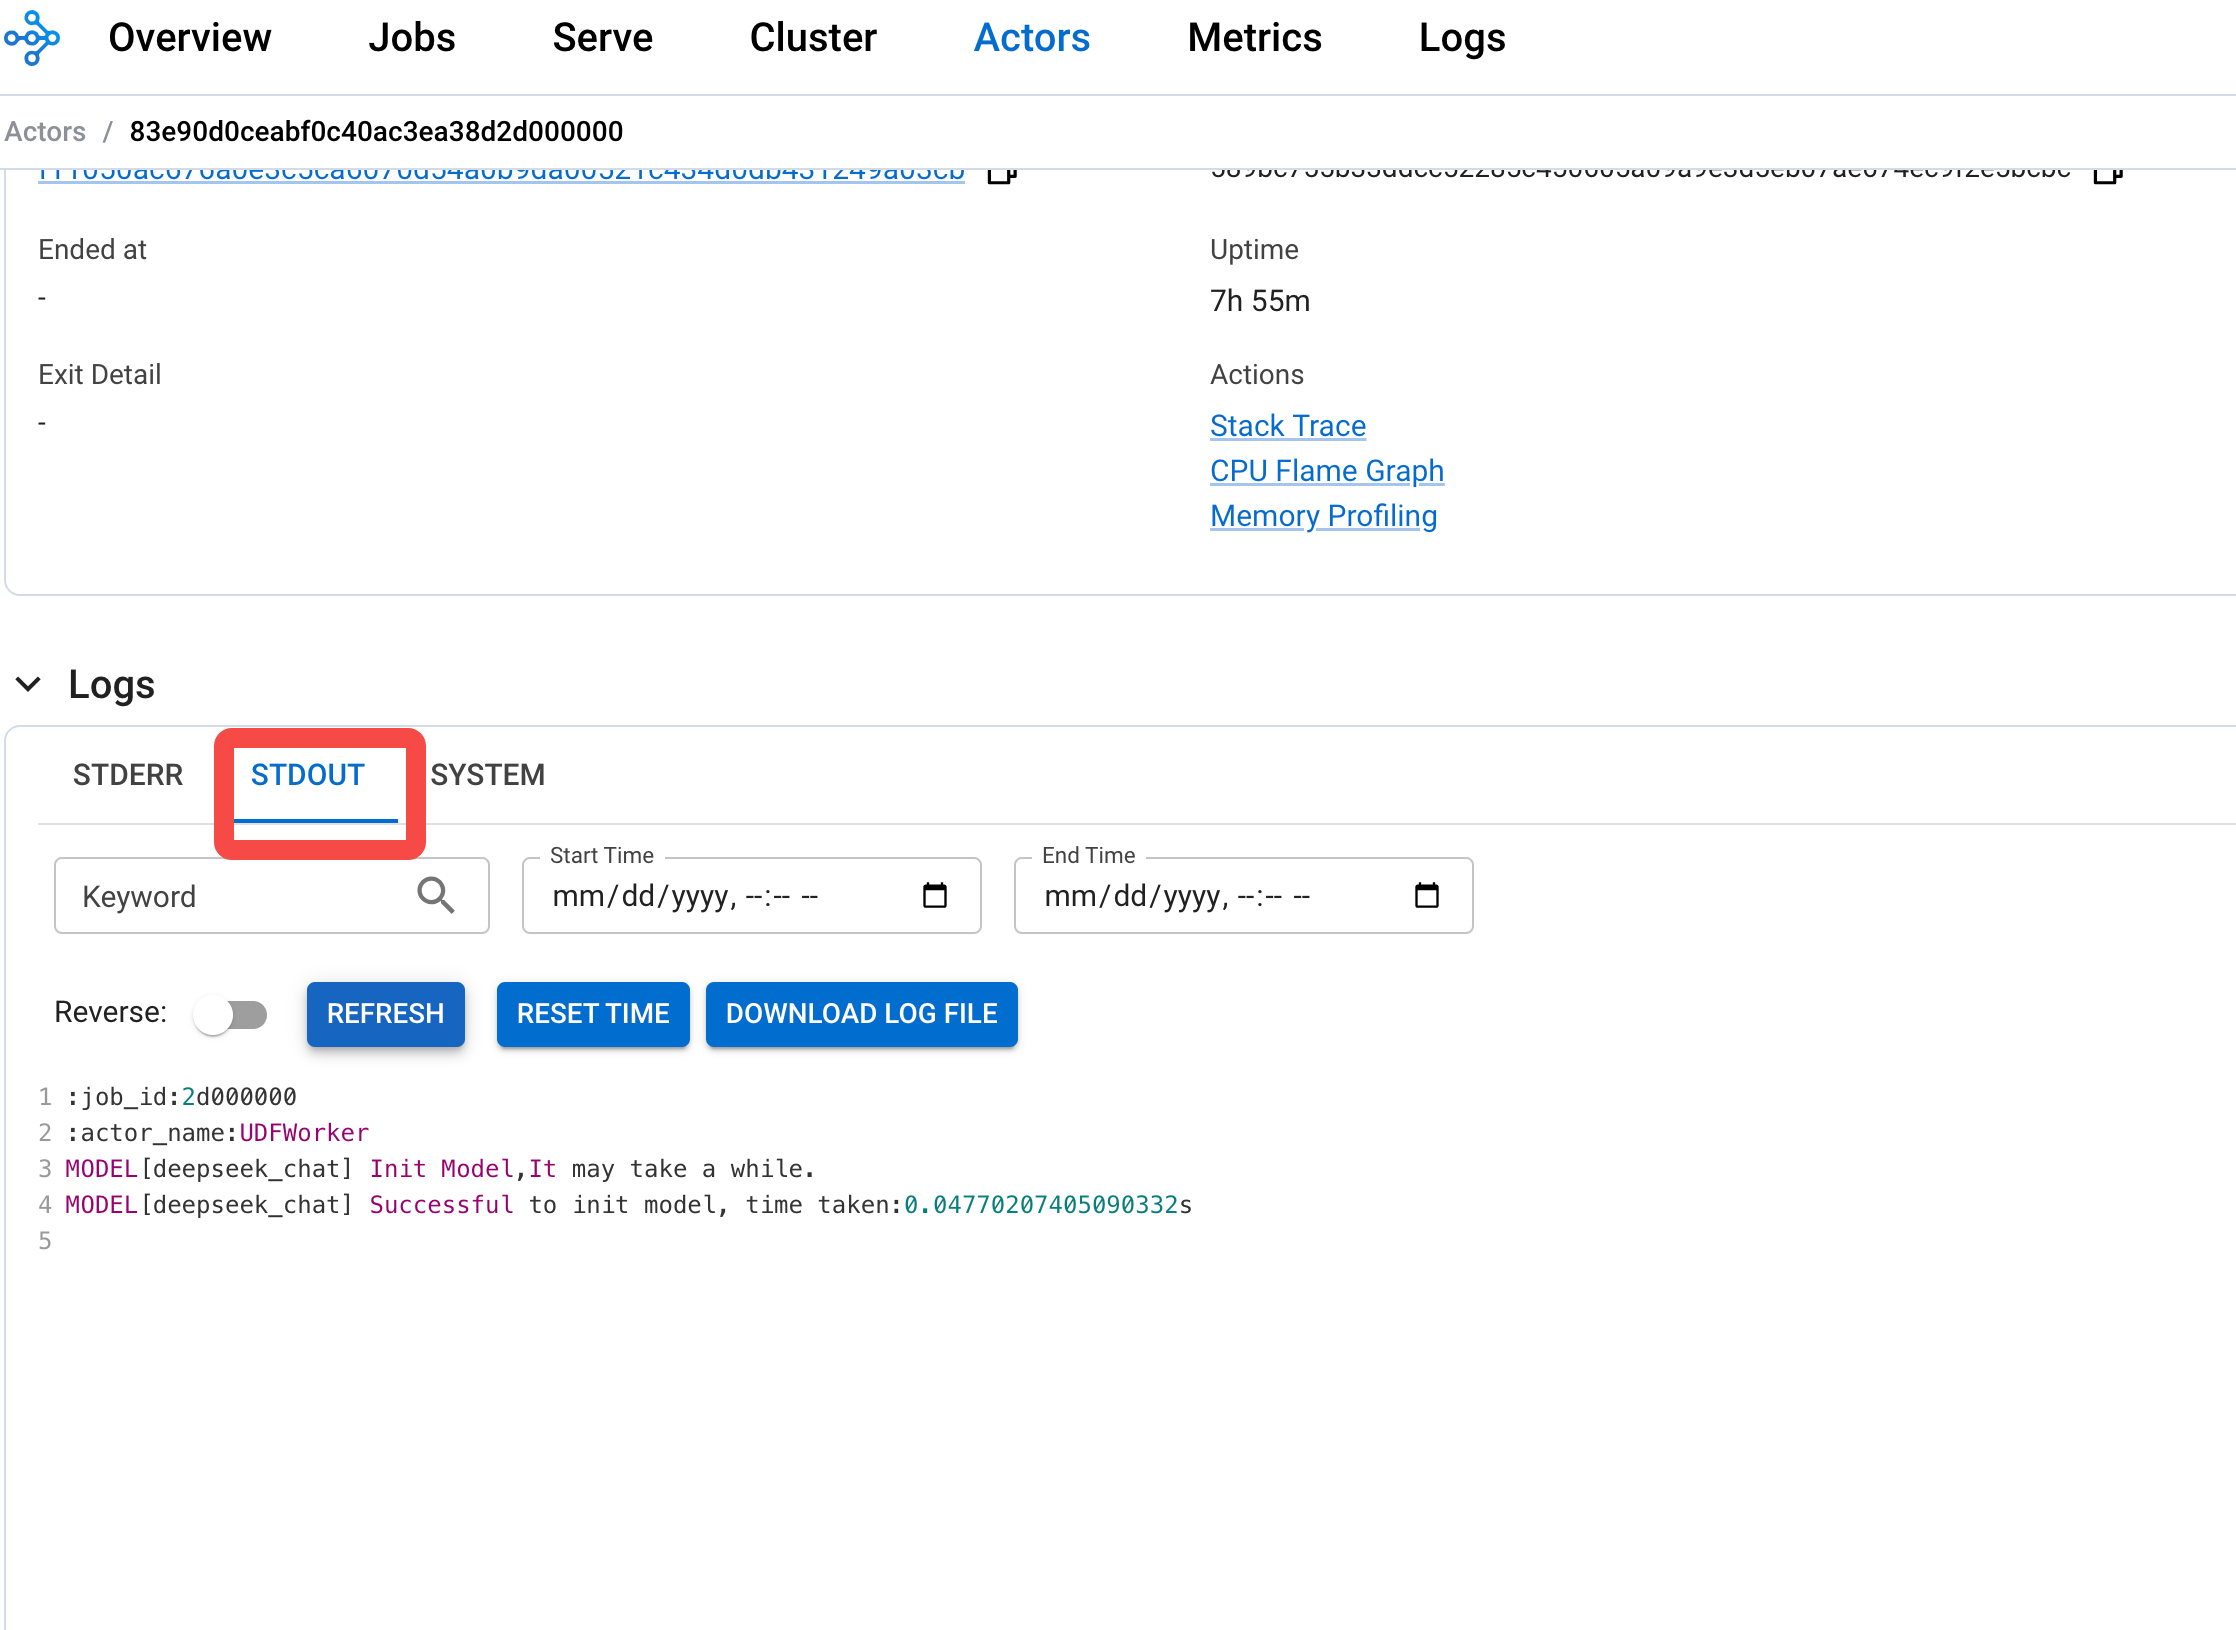 Overview Jobs Serve Cluster Actors Metrics Logs
Actors / 83e90d0ceabf0c40ac3ea38d2d000000
Ended at
-
Uptime
7h 55m
Exit Detail
-
Actions
Stack Trace
CPU Flame Graph
Memory Profiling
Logs
STDERR STDOUT SYSTEM
Keyword
Start Time
mm/dd/yyyy, --:-- --
End Time
mm/dd/yyyy, --:-- --
Reverse: REFRESH RESET TIME DOWNLOAD LOG FILE
1 :job_id:2d000000
2 :actor_name:UDFWorker
3 MODEL[deepseek_chat] Init Model,It may take a while.
4 MODEL[deepseek_chat] Successful to init model, time taken:0.04770207405090332s
5